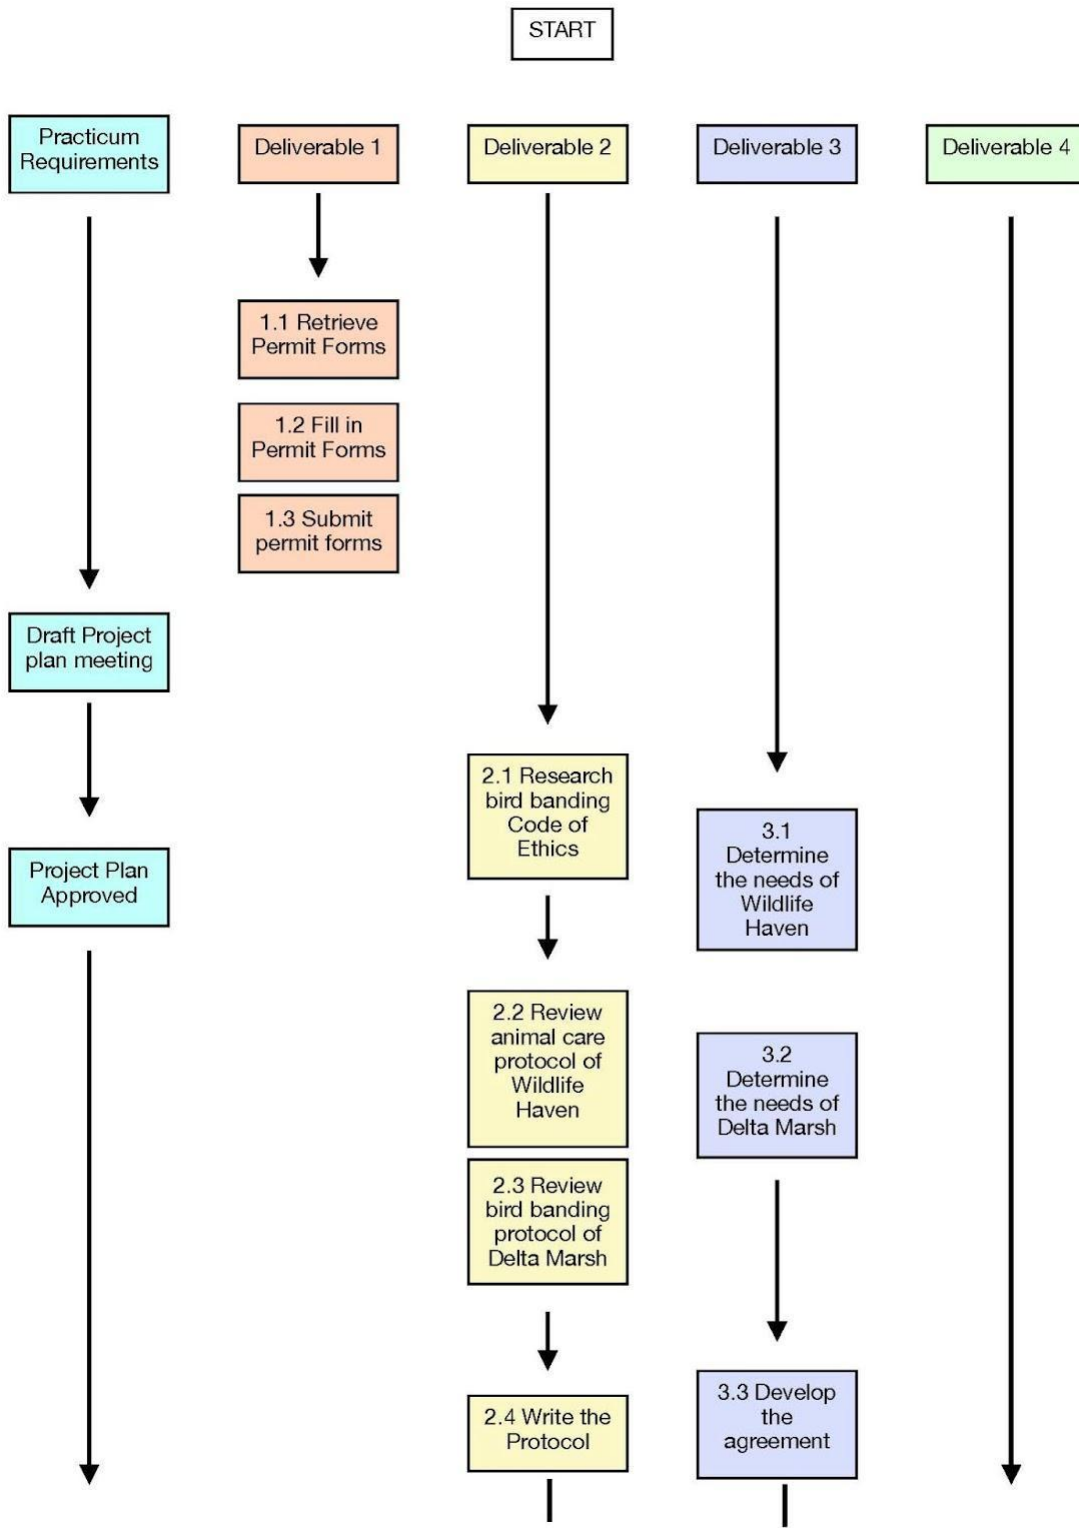 START
Practicum
Requirements
Deliverable 1
Deliverable 2
Deliverable 3
Deliverable 4
1.1 Retrieve
Permit Forms
1.2 Fill in
Permit Forms
1.3 Submit
permit forms
Draft Project
plan meeting
Project Plan
Approved
2.1 Research
bird banding
Code of
Ethics
2.2 Review
animal care
protocol of
Wildlife
Haven
2.3 Review
bird banding
protocol of
Delta Marsh
2.4 Write the
Protocol
3.1
Determine
the needs of
Wildlife
Haven
3.2
Determine
the needs of
Delta Marsh
3.3 Develop
the
agreement